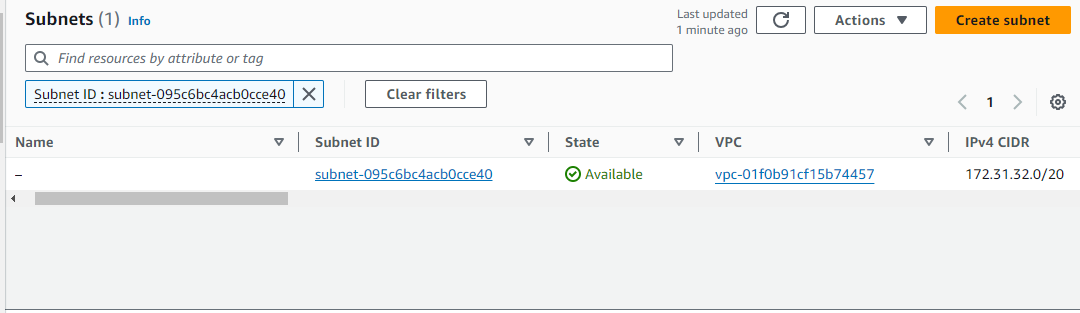 Subnets (1) Info
Last updated
1 minute ago
Actions
Create subnet
Find resources by attribute or tag
Subnet ID : subnet-095c6bc4acb0cce40
Clear filters
1
Name Subnet ID State VPC IPv4 CIDR
– subnet-095c6bc4acb0cce40 Available vpc-01f0b91cf15b74457 172.31.32.0/20